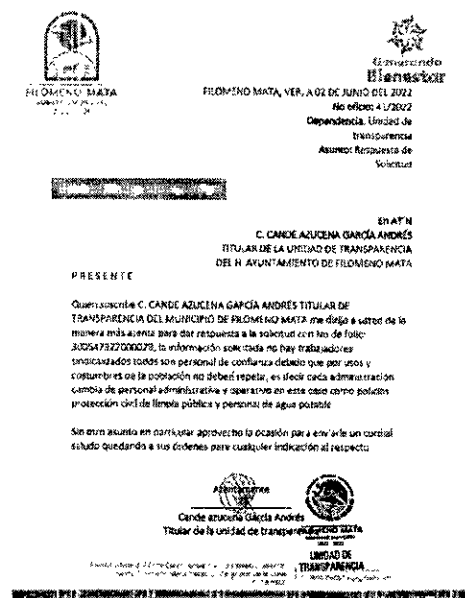 FILOMENO MATA
Generando
Bienestar
FILOMENO MATA, VER, A 02 DE JUNIO DEL 2022
No oficio: 41/2022
Dependencia. Unidad de
transparencia
Asunto: Respuesta de
Solicitud
EN AT'N
C. CANDE AZUCENA GARCÍA ANDRÉS
TITULAR DE LA UNIDAD DE TRANSPARENCIA
DEL H. AYUNTAMIENTO DE FILOMENO MATA
PRESENTE
Quien suscribe C. CANDE AZUCENA GARCÍA ANDRÉS TITULAR DE
TRANSPARENCIA DEL MUNICIPIO DE FILOMENO MATA me dirijo a usted de la
manera más atenta para dar respuesta a la solicitud con No de folio:
300547322000029, la información solicitada no hay trabajadores
sindicalizados todos son personal de confianza debido que por usos y
costumbres de la población no deben repetir, es decir cada administración
cambia de personal administrativa y operativo en este caso como policías
protección civil de limpia pública y personal de agua potable
Sin otro asunto en particular aprovecho la ocasión para enviarle un cordial
saludo quedando a sus órdenes para cualquier indicación al respecto
Atentamente
Cande azucena García Andrés
Titular de la unidad de transparencia
FILOMENO MATA
UNIDAD DE
TRANSPARENCIA